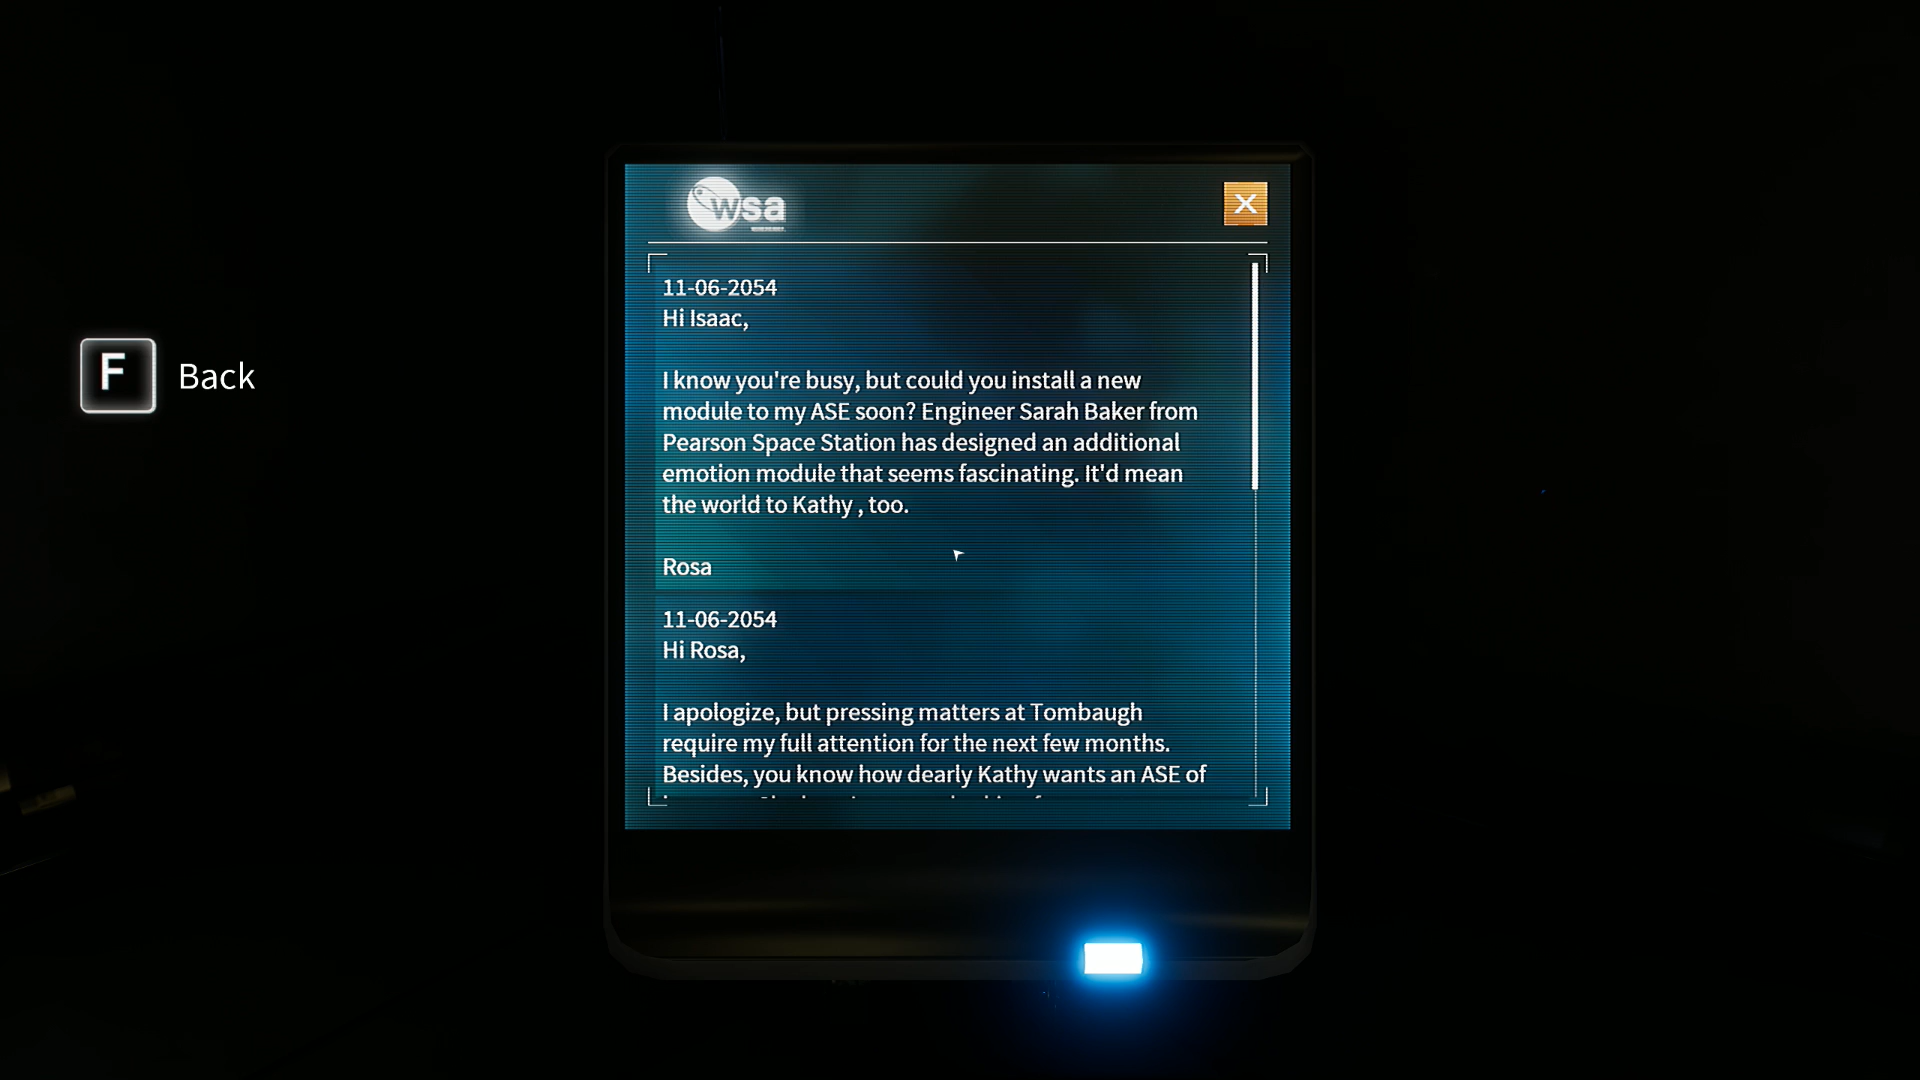 wsa
F
Back
11-06-2054
Hi Isaac,
I know you're busy, but could you install a new
module to my ASE soon? Engineer Sarah Baker from
Pearson Space Station has designed an additional
emotion module that seems fascinating. It'd mean
the world to Kathy , too.
Rosa
11-06-2054
Hi Rosa,
I apologize, but pressing matters at Tombaugh
require my full attention for the next few months.
Besides, you know how dearly Kathy wants an ASE of